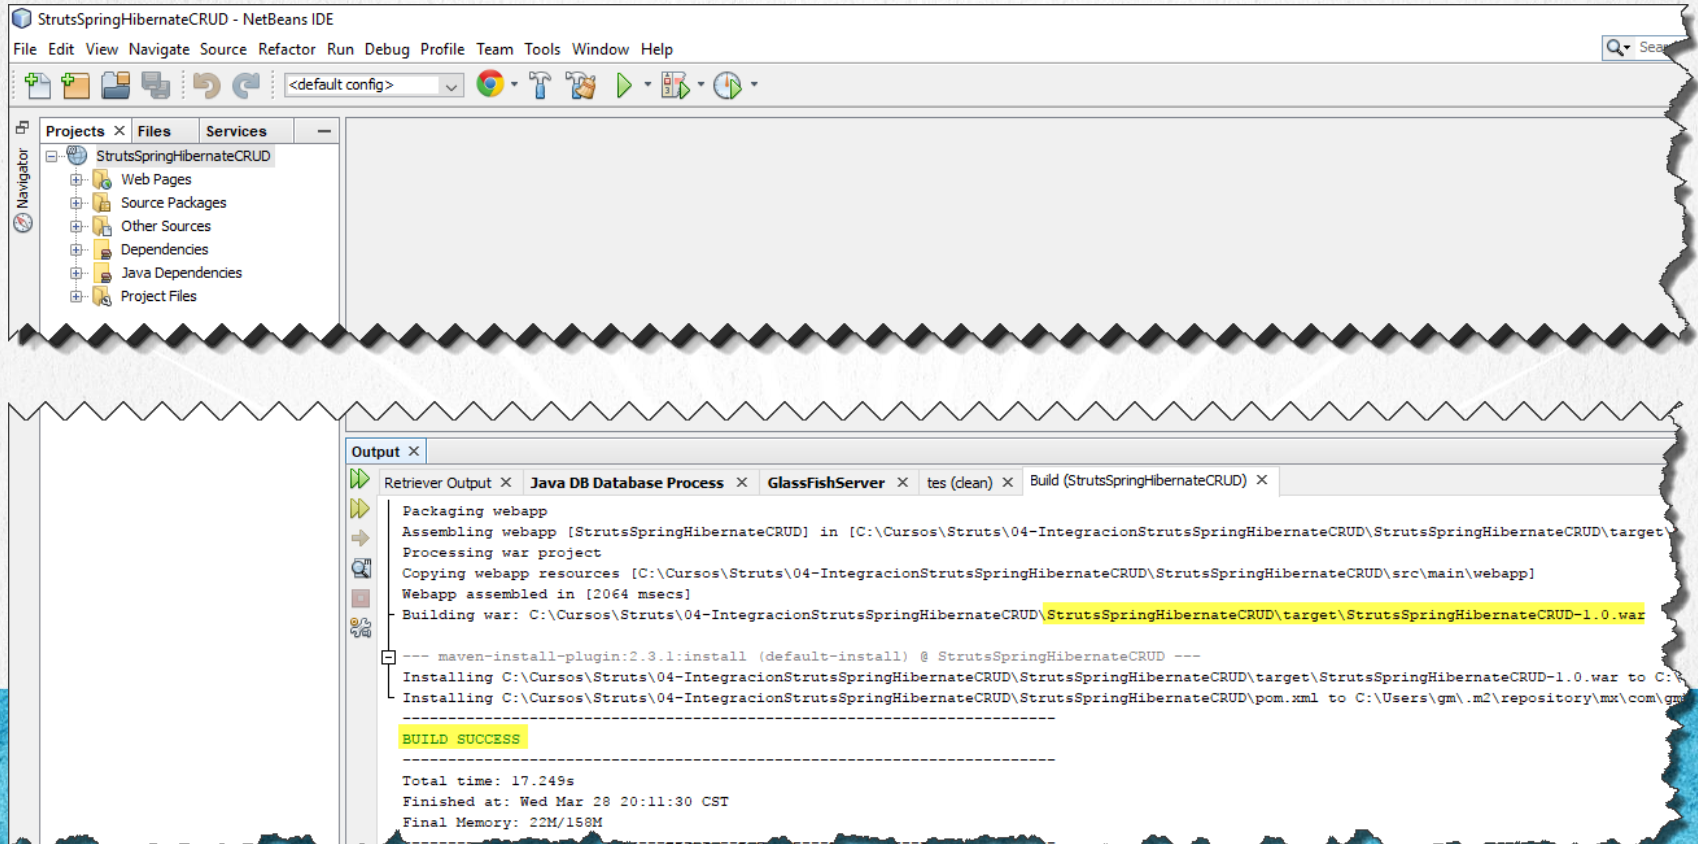 StrutsSpringHibernateCRUD - NetBeans IDE
File Edit View Navigate Source Refactor Run Debug Profile Team Tools Window Help
<default config>
Projects Files Services
Navigator
StrutsSpringHibernateCRUD
Web Pages
Source Packages
Other Sources
Dependencies
Java Dependencies
Project Files
Output
Retriever Output Java DB Database Process GlassFishServer tes (clean) Build (StrutsSpringHibernateCRUD)
Packaging webapp
Assembling webapp [StrutsSpringHibernateCRUD] in [C:\Cursos\Struts\04-IntegracionStrutsSpringHibernateCRUD\StrutsSpringHibernateCRUD\target\
Processing war project
Copying webapp resources [C:\Cursos\Struts\04-IntegracionStrutsSpringHibernateCRUD\StrutsSpringHibernateCRUD\src\main\webapp]
Webapp assembled in [2064 msecs]
Building war: C:\Cursos\Struts\04-IntegracionStrutsSpringHibernateCRUD\StrutsSpringHibernateCRUD\target\StrutsSpringHibernateCRUD-1.0.war
--- maven-install-plugin:2.3.1:install (default-install) @ StrutsSpringHibernateCRUD ---
Installing C:\Cursos\Struts\04-IntegracionStrutsSpringHibernateCRUD\StrutsSpringHibernateCRUD\target\StrutsSpringHibernateCRUD-1.0.war to C:\
Installing C:\Cursos\Struts\04-IntegracionStrutsSpringHibernateCRUD\StrutsSpringHibernateCRUD\pom.xml to C:\Users\gm\.m2\repository\mx\com\gm
------------------------------------------------------------------------
BUILD SUCCESS
------------------------------------------------------------------------
Total time: 17.249s
Finished at: Wed Mar 28 20:11:30 CST
Final Memory: 22M/158M